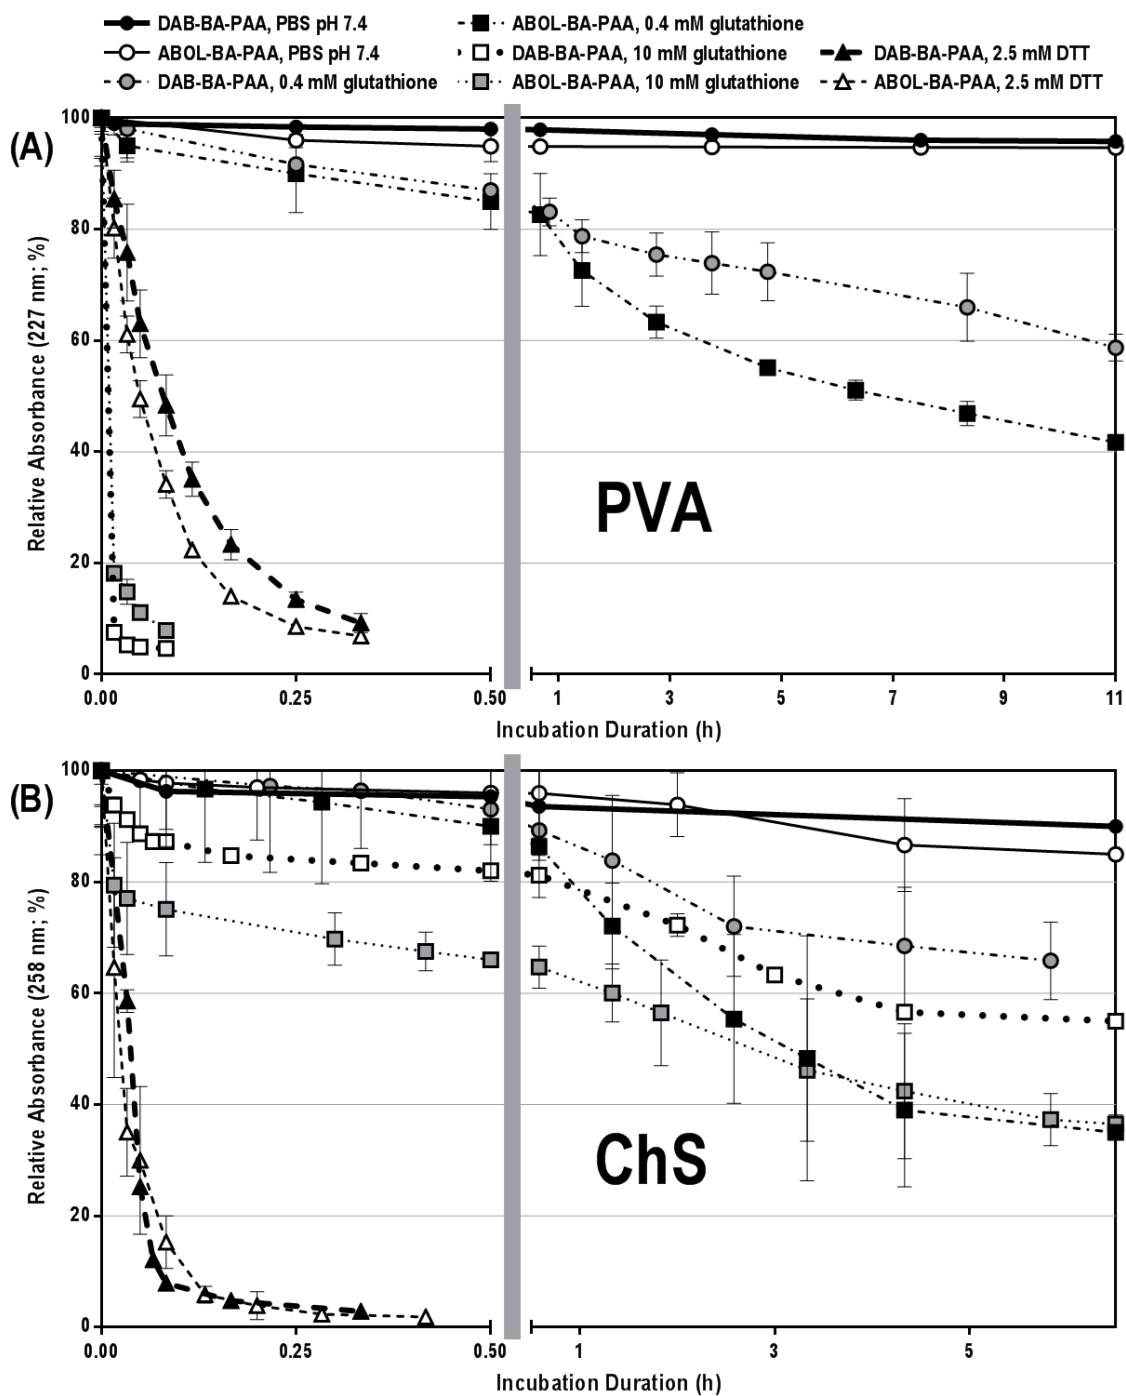 DAB-BA-PAA, PBS pH 7.4
ABOL-BA-PAA, 0.4 mM glutathione
ABOL-BA-PAA, PBS pH 7.4
DAB-BA-PAA, 10 mM glutathione
DAB-BA-PAA, 2.5 mM DTT
DAB-BA-PAA, 0.4 mM glutathione
ABOL-BA-PAA, 10 mM glutathione
ABOL-BA-PAA, 2.5 mM DTT
(A)
Relative Absorbance (227 nm; %)
100
80
60
40
20
0
PVA
0.00 0.25 0.50 1 3 5 7 9 11
Incubation Duration (h)
(B)
Relative Absorbance (258 nm; %)
100
80
60
40
20
0
ChS
0.00 0.25 0.50 1 3 5
Incubation Duration (h)